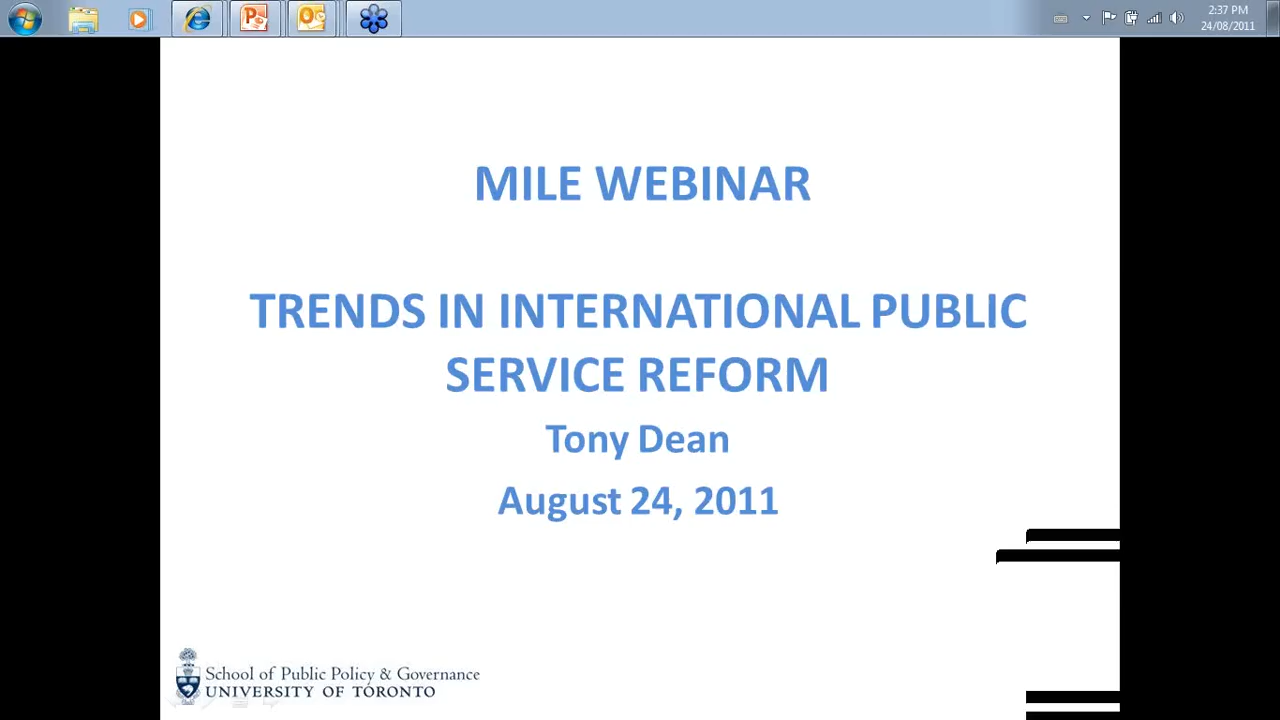 2:37 PM
24/08/2011
MILE WEBINAR
TRENDS IN INTERNATIONAL PUBLIC
SERVICE REFORM
Tony Dean
August 24, 2011
School of Public Policy & Governance
UNIVERSITY OF TORONTO